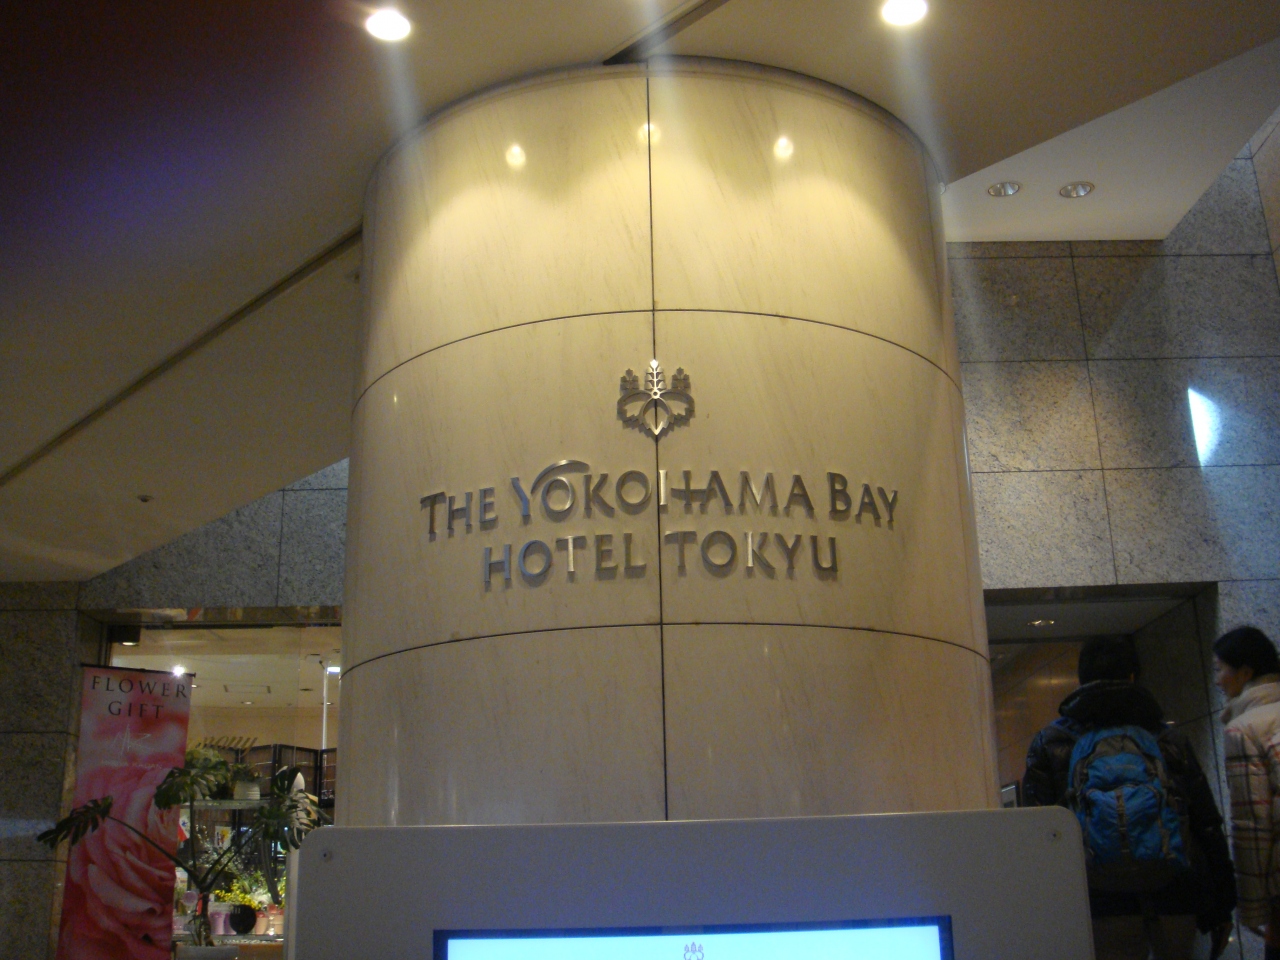 THE YOKOHAMA BAY
HOTEL TOKYU
FLOWER
GIFT